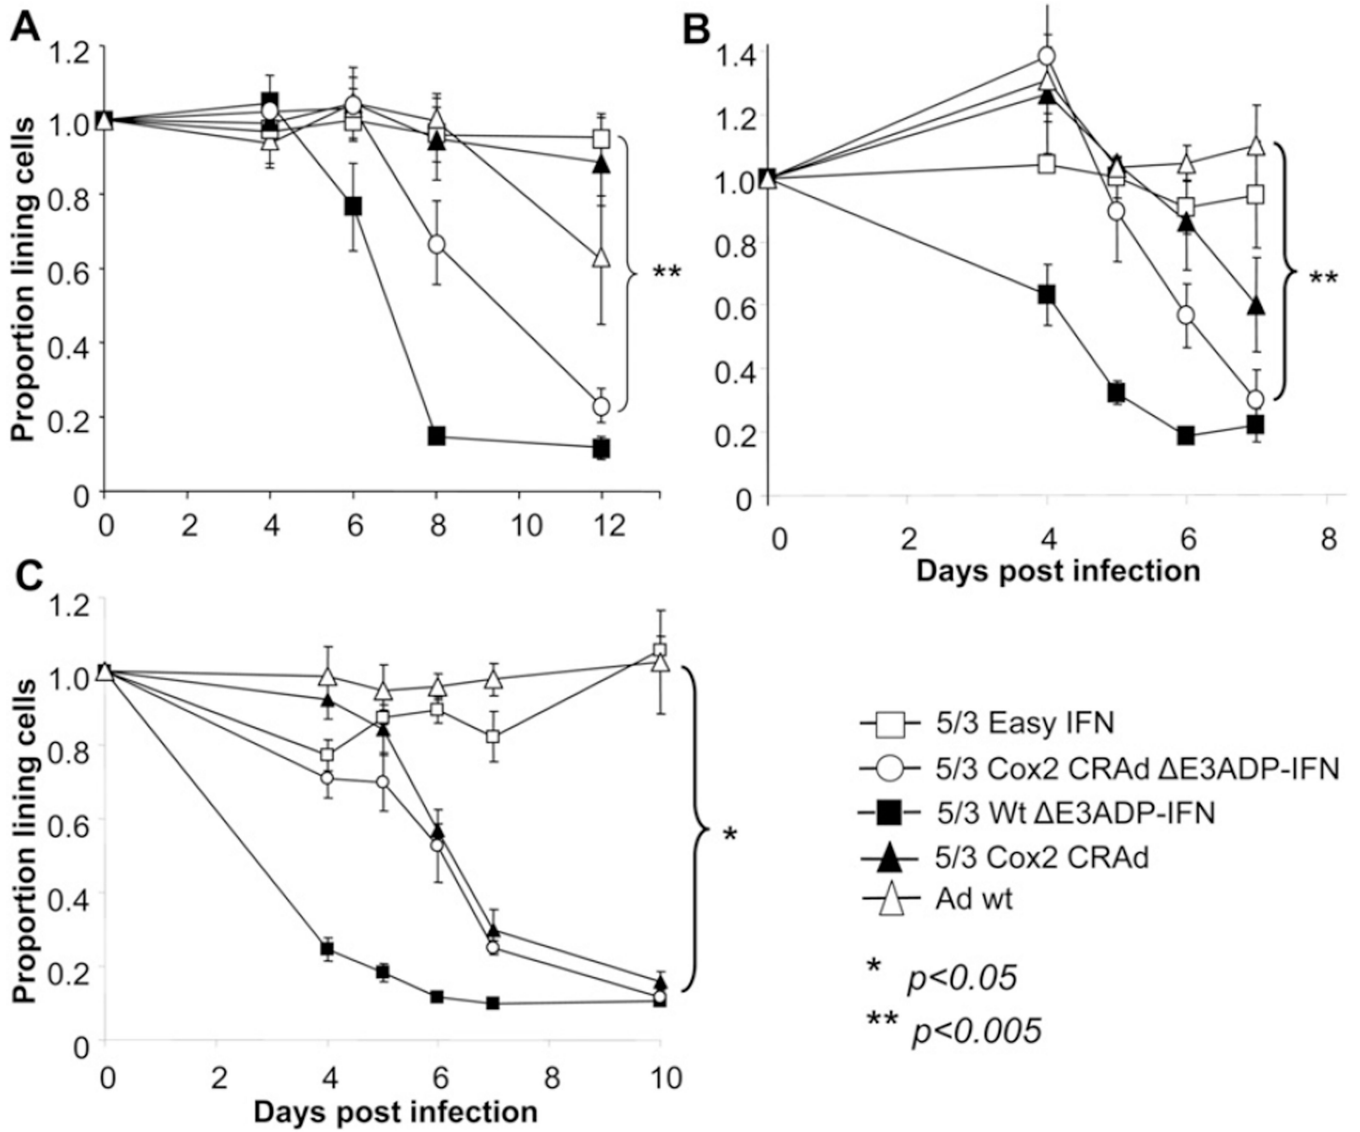 A
1.2
1.0
0.8
0.6
0.4
0.2
0
Proportion lining cells
0 2 4 6 8 10 12
**
B
1.4
1.2
1.0
0.8
0.6
0.4
0.2
0
0 2 4 6 8
Days post infection
**
C
1.2
1.0
0.8
0.6
0.4
0.2
0
Proportion lining cells
0 2 4 6 8 10
Days post infection
*
5/3 Easy IFN
5/3 Cox2 CRAd ΔE3ADP-IFN
5/3 Wt ΔE3ADP-IFN
5/3 Cox2 CRAd
Ad wt
* p<0.05
** p<0.005